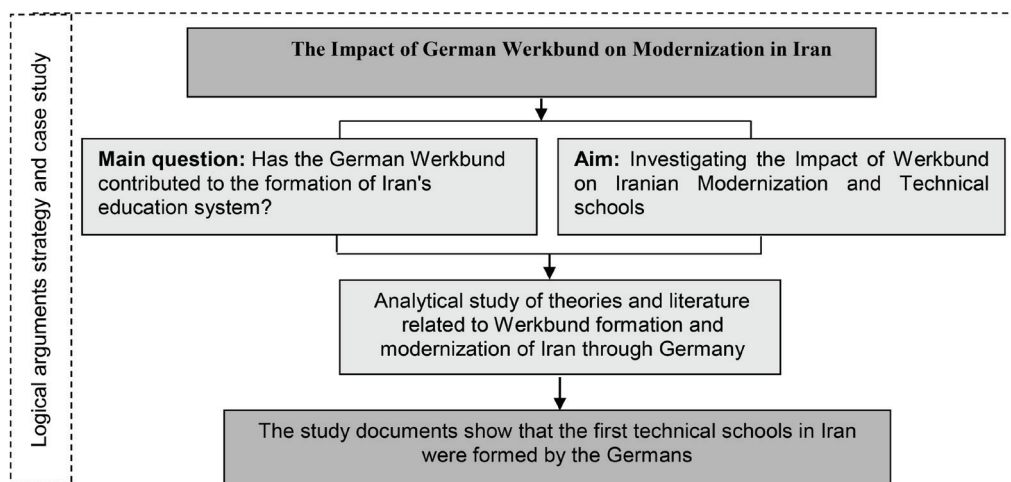 The Impact of German Werkbund on Modernization in Iran
Main question: Has the German Werkbund
contributed to the formation of Iran's
education system?
Aim: Investigating the Impact of Werkbund
on Iranian Modernization and Technical
schools
Analytical study of theories and literature
related to Werkbund formation and
modernization of Iran through Germany
The study documents show that the first technical schools in Iran
were formed by the Germans
Logical arguments strategy and case study